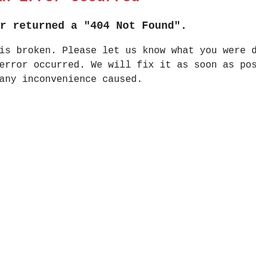 r returned a "404 Not Found".
is broken. Please let us know what you were
error occurred. We will fix it as soon as
any inconvenience caused.